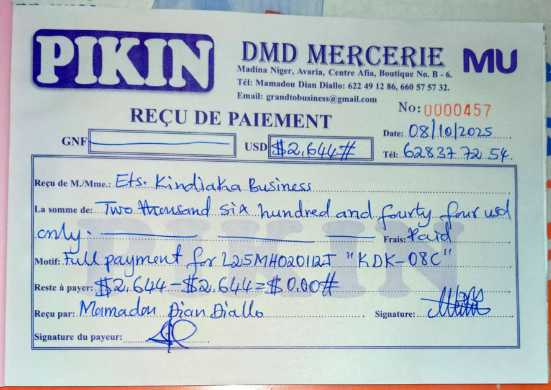 PIKIN
DMD MERCERIE MU
Madina Niger, Avaria, Centre Afia, Boutique No. B - 6.
Tél: Mamadou Dian Diallo: 622 49 12 86, 660 57 57 32.
Email: grandtobusiness@gmail.com
No: 0000457
REÇU DE PAIEMENT
Date: 08/10/2025
GNF USD $2,644#
Tél: 62837 72 54.
Reçu de M./Mme.: Ets. Kindiaka Business
La somme de: Two thousand six hundred and fourty four usd
only. Frais: Paid
Motif: Full payment for L25MH020112J "KDK-08C"
Reste à payer: $2,644-$2,644=$0.00#
Reçu par: Mamadou Dian Diallo Signature:
Signature du payeur:
PIKIN